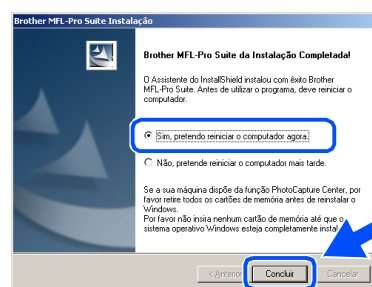 Brother MFL-Pro Suite Instalação
Brother MFL-Pro Suite da Instalação Completada!
O Assistente do InstallShield instalou com êxito Brother
MFL-Pro Suite. Antes de utilizar o programa, deve reiniciar o
computador.
Sim, pretendo reiniciar o computador agora.
Não, pretende reiniciar o computador mais tarde.
Se a sua máquina dispõe da função PhotoCapture Center, por
favor retire todos os cartões de memória antes de reinstalar o
Windows.
Por favor não insira nenhum cartão de memória até que o
sistema operativo Windows esteja completamente
< Anterior Concluir Cancelar